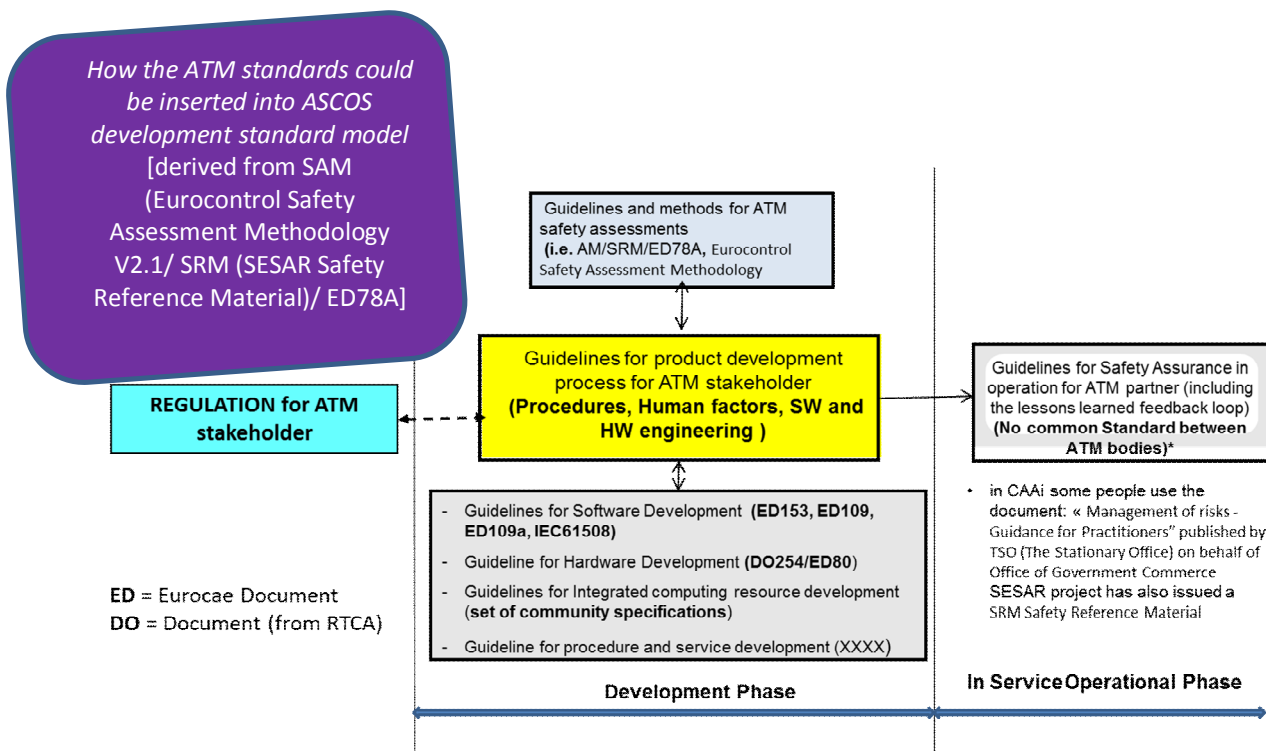 How the ATM standards could
be inserted into ASCOS
development standard model
[derived from SAM
(Eurocontrol Safety
Assessment Methodology
V2.1/ SRM (SESAR Safety
Reference Material)/ ED78A]
Guidelines and methods for ATM
safety assessments
(i.e. AM/SRM/ED78A, Eurocontrol
Safety Assessment Methodology
REGULATION for ATM
stakeholder
Guidelines for product development
process for ATM stakeholder
(Procedures, Human factors, SW and
HW engineering )
Guidelines for Safety Assurance in
operation for ATM partner (including
the lessons learned feedback loop)
(No common Standard between
ATM bodies)*
- Guidelines for Software Development (ED153, ED109,
ED109a, IEC61508)
- Guideline for Hardware Development (DO254/ED80)
- Guidelines for Integrated computing resource development
(set of community specifications)
- Guideline for procedure and service development (XXXX)
• in CAAi some people use the
document: « Management of risks -
Guidance for Practitioners” published by
TSO (The Stationary Office) on behalf of
Office of Government Commerce
SESAR project has also issued a
SRM Safety Reference Material
ED = Eurocae Document
DO = Document (from RTCA)
Development Phase
In Service Operational Phase